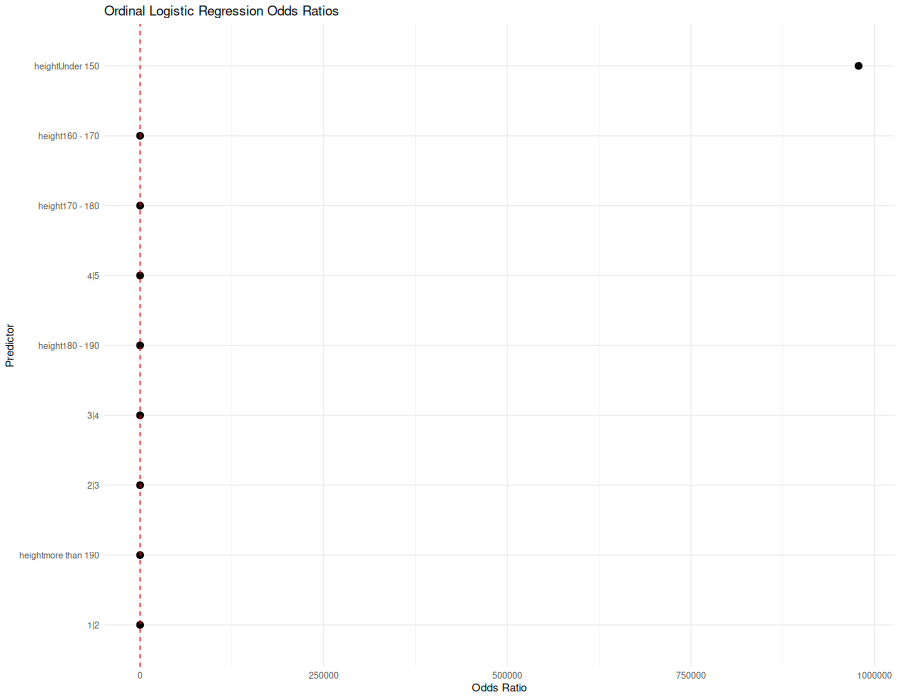 Ordinal Logistic Regression Odds Ratios
heightUnder 150
height160 - 170
height170 - 180
4|5
height180 - 190
3|4
2|3
heightmore than 190
1|2
Predictor
0
250000
500000
750000
1000000
Odds Ratio